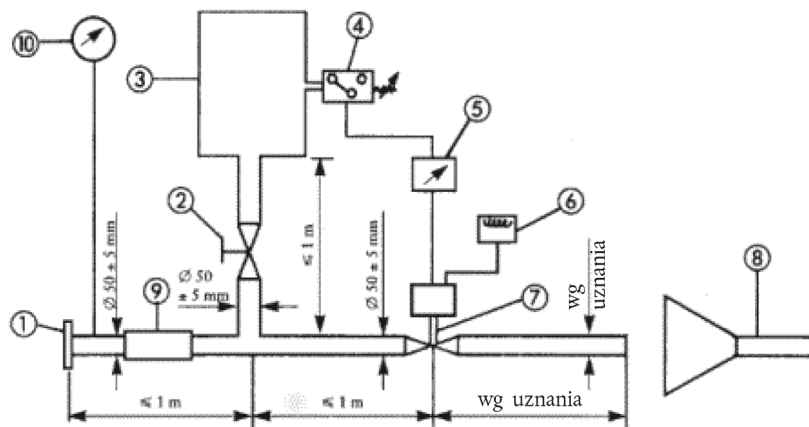 10
3
4
5
2
6
≤ 1 m
Ø 50 ± 5 mm
9
Ø 50
± 5 mm
Ø 50 ± 5 mm
7
wg
uznania
8
1
≤ 1 m
≤ 1 m
wg uznania